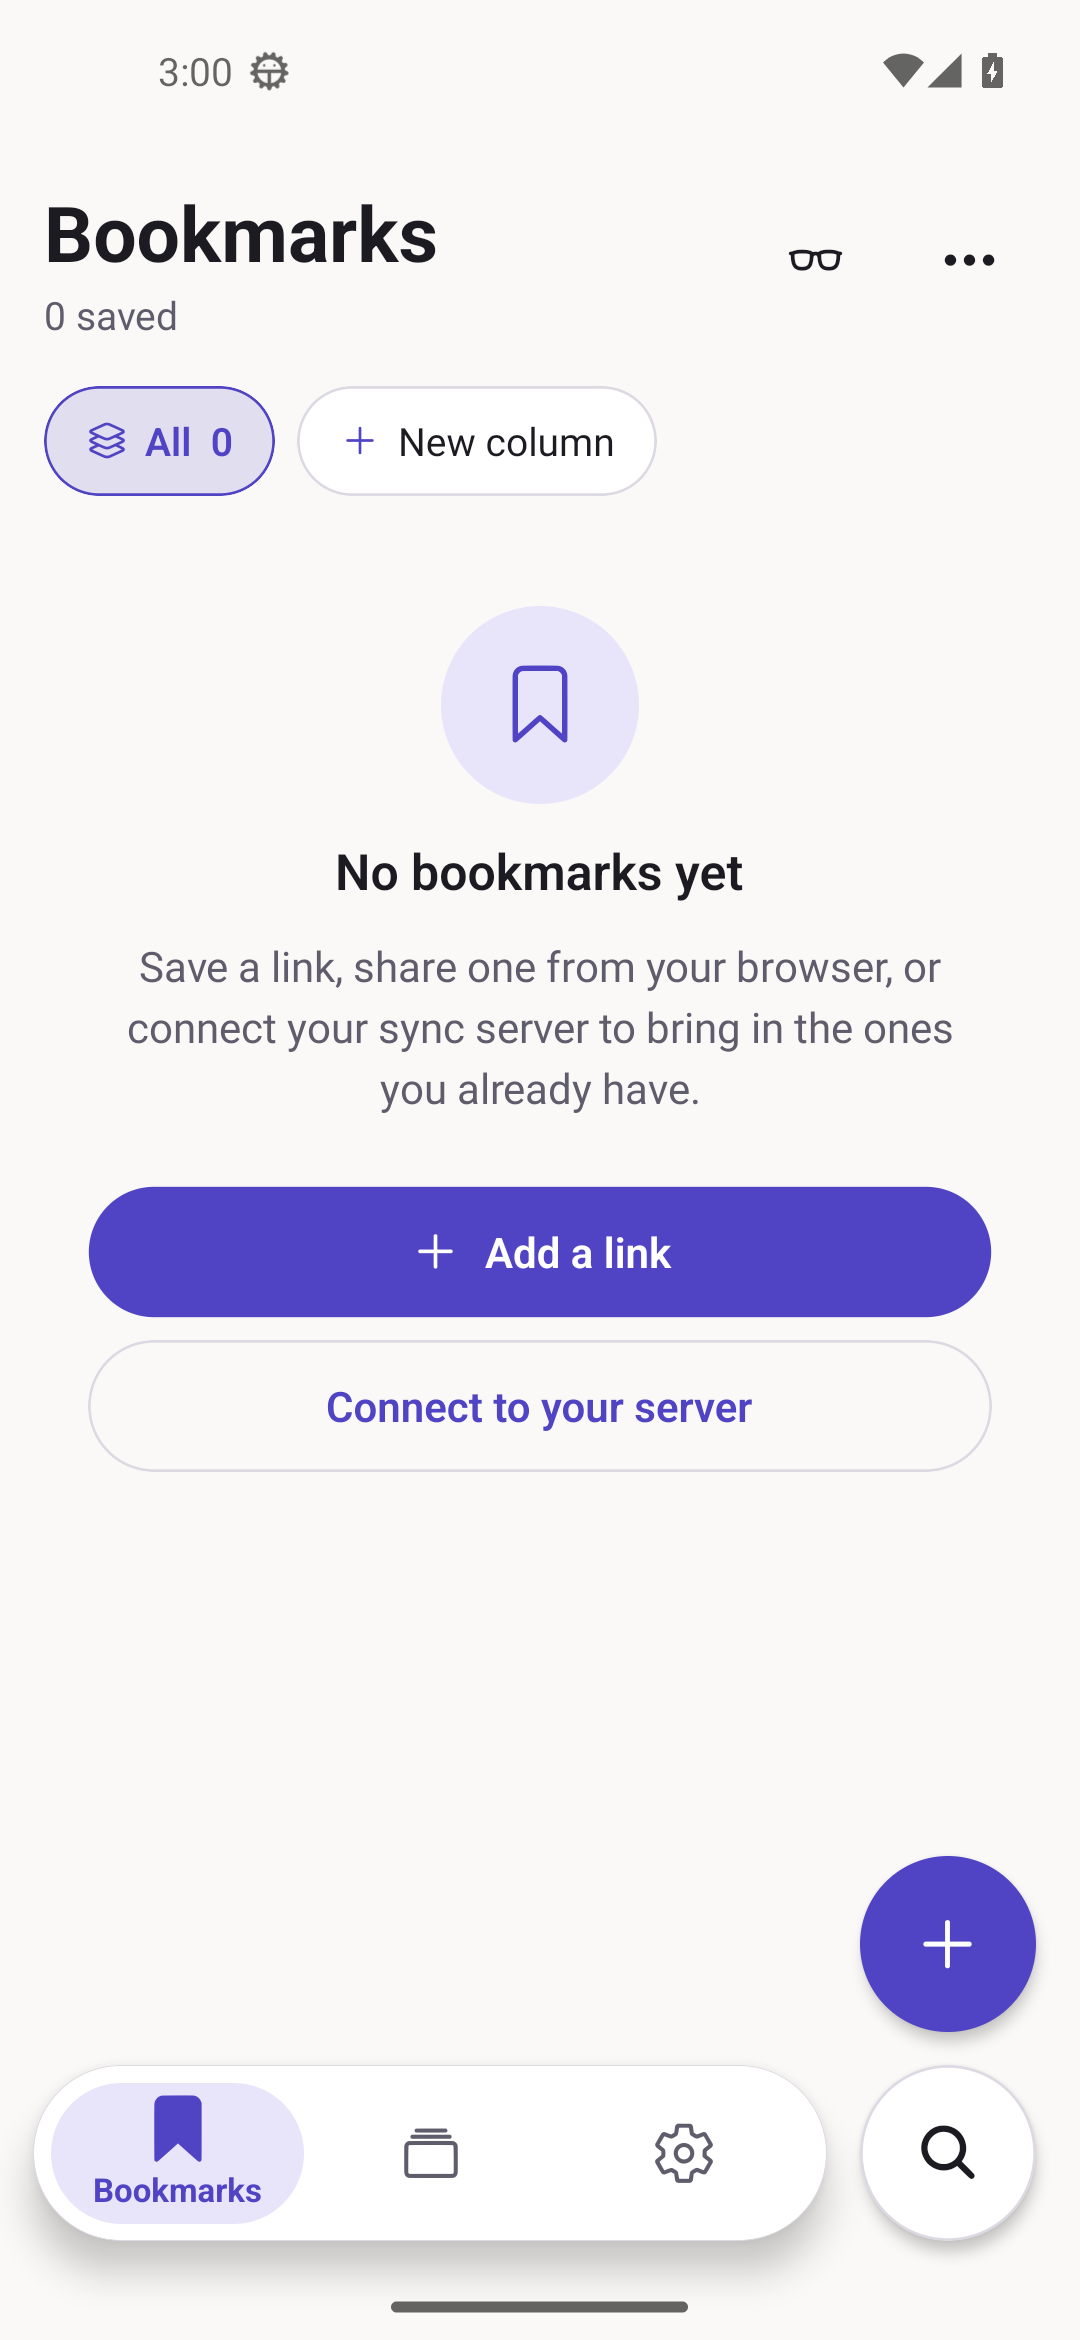 3:00
Bookmarks
0 saved
All 0
New column
No bookmarks yet
Save a link, share one from your browser, or
connect your sync server to bring in the ones
you already have.
Add a link
Connect to your server
Bookmarks